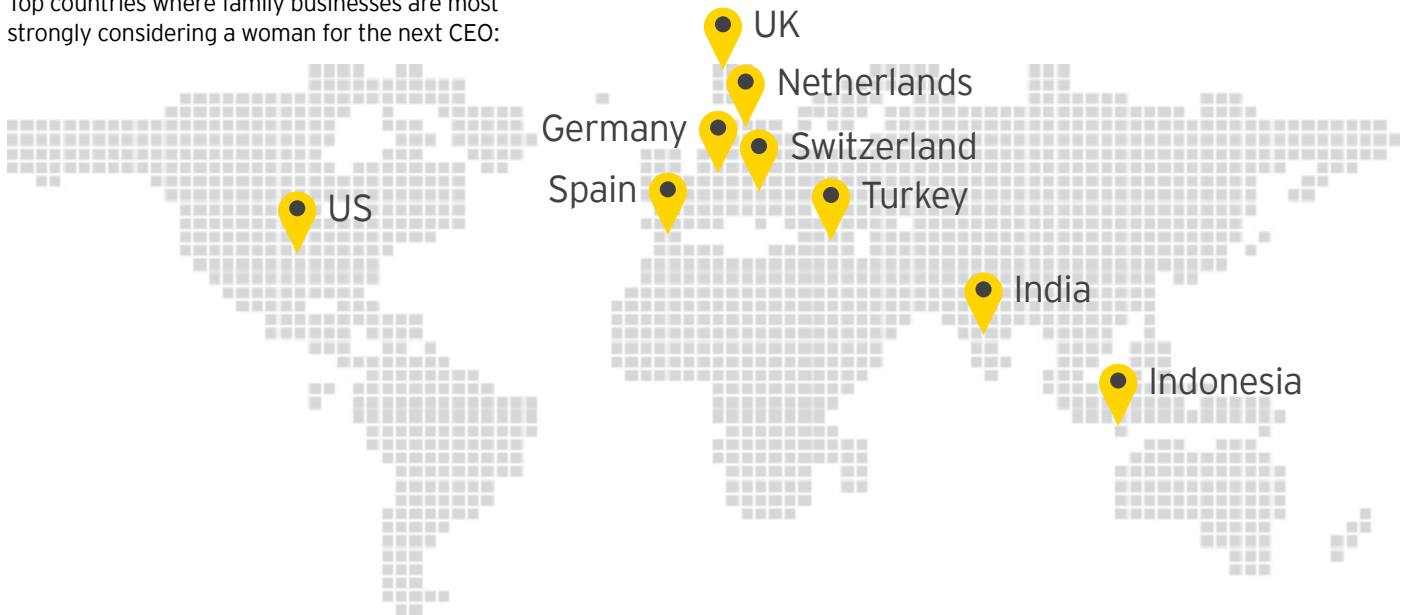 Top countries where family businesses are most
strongly considering a woman for the next CEO:
UK
Netherlands
Germany
Switzerland
Spain
Turkey
US
India
Indonesia